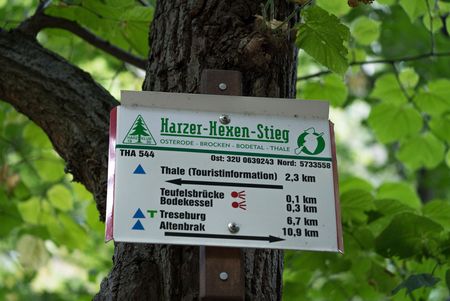 Harzer-Hexen-Stieg
OSTERODE - BROCKEN - BODETAL - THALE
THA 544
Ost: 32U 0639243 Nord: 5733558
Thale (Touristinformation) 2,3 km
Teufelsbrücke 0,1 km
Bodekessel 0,3 km
T Treseburg 6,7 km
Altenbrak 10,9 km